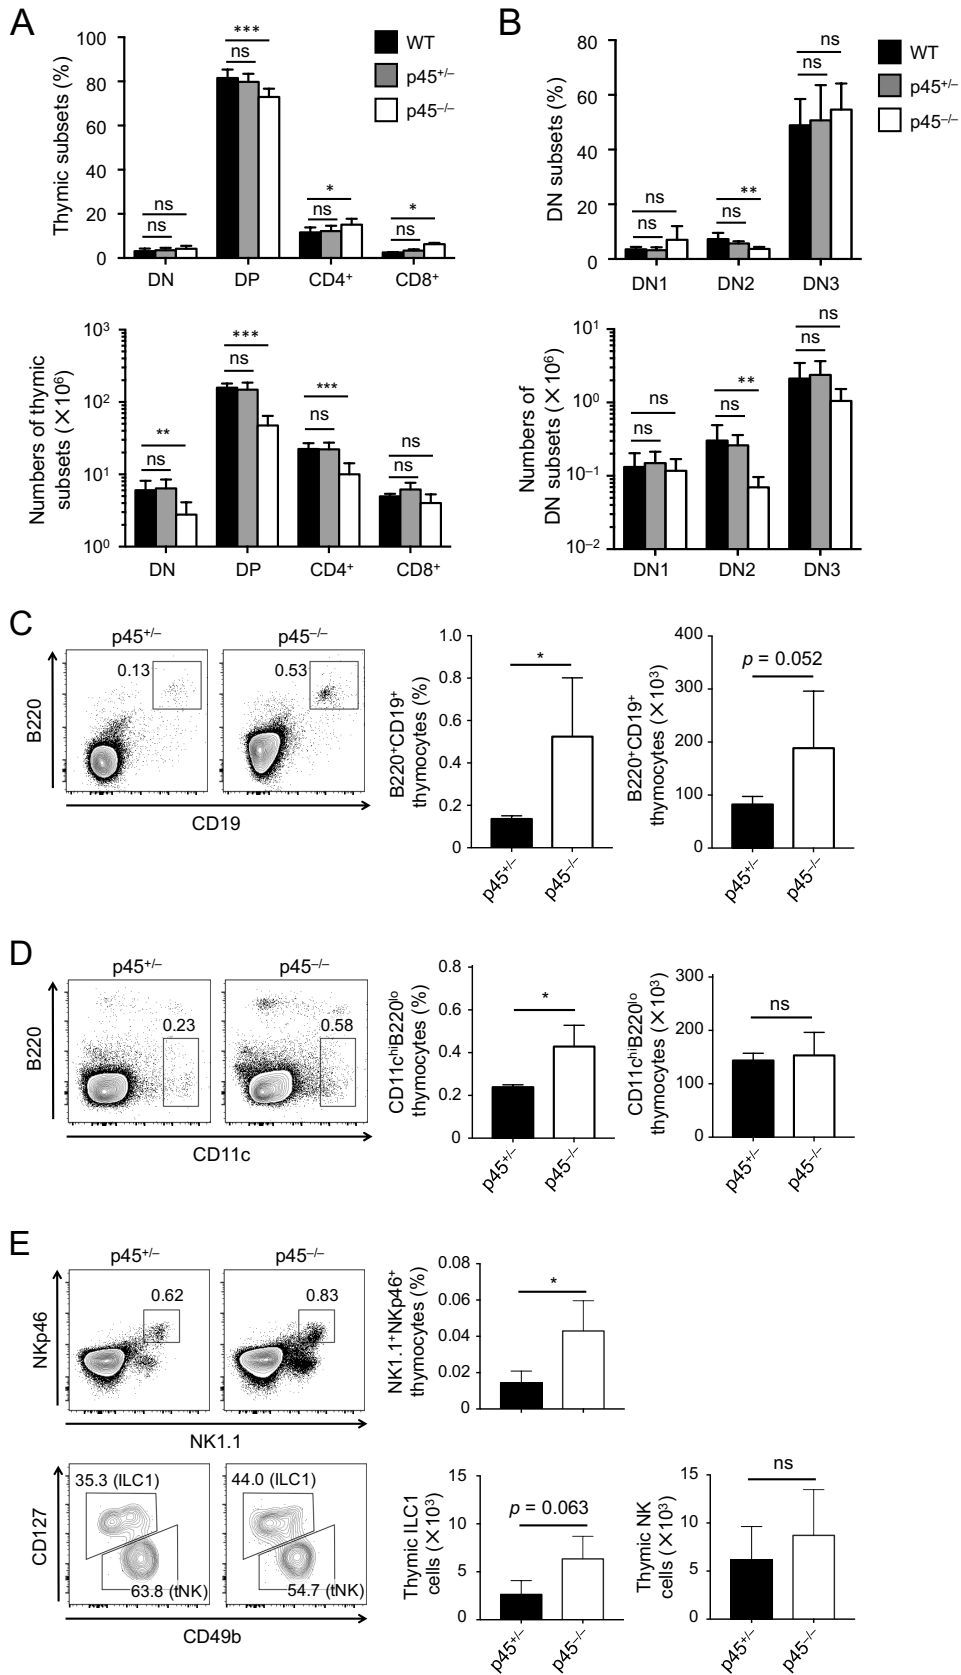 A
Thymic subsets (%)
100
80
60
40
20
0
***
ns
ns
ns
*
ns
*
ns
DN DP CD4⁺ CD8⁺
WT
p45⁺/⁻
p45⁻/⁻
B
DN subsets (%)
80
60
40
20
0
ns
ns
ns
ns
**
ns
DN1 DN2 DN3
WT
p45⁺/⁻
p45⁻/⁻
Numbers of thymic
subsets (×10⁶)
10³
10²
10¹
10⁰
**
ns
***
ns
***
ns
ns
ns
DN DP CD4⁺ CD8⁺
Numbers of
DN subsets (×10⁶)
10¹
10⁰
10⁻¹
10⁻²
ns
ns
**
ns
ns
ns
DN1 DN2 DN3
C
p45⁺/⁻ p45⁻/⁻
B220
0.13
0.53
CD19
B220⁺CD19⁺
thymocytes (%)
1.0
0.8
0.6
0.4
0.2
0
*
p45⁺/⁻
p45⁻/⁻
B220⁺CD19⁺
thymocytes (×10³)
400
300
200
100
0
p = 0.052
p45⁺/⁻
p45⁻/⁻
D
p45⁺/⁻ p45⁻/⁻
B220
0.23
0.58
CD11c
CD11cʰⁱB220ˡᵒ
thymocytes (%)
0.8
0.6
0.4
0.2
0
*
p45⁺/⁻
p45⁻/⁻
CD11cʰⁱB220ˡᵒ
thymocytes (×10³)
300
200
100
0
ns
p45⁺/⁻
p45⁻/⁻
E
p45⁺/⁻ p45⁻/⁻
NKp46
0.62
0.83
NK1.1
NK1.1⁺NKp46⁺
thymocytes (%)
0.08
0.06
0.04
0.02
0
*
CD127
35.3 (ILC1)
63.8 (tNK)
44.0 (ILC1)
54.7 (tNK)
CD49b
Thymic ILC1
cells (×10³)
15
10
5
0
p = 0.063
p45⁺/⁻
p45⁻/⁻
Thymic NK
cells (×10³)
15
10
5
0
ns
p45⁺/⁻
p45⁻/⁻